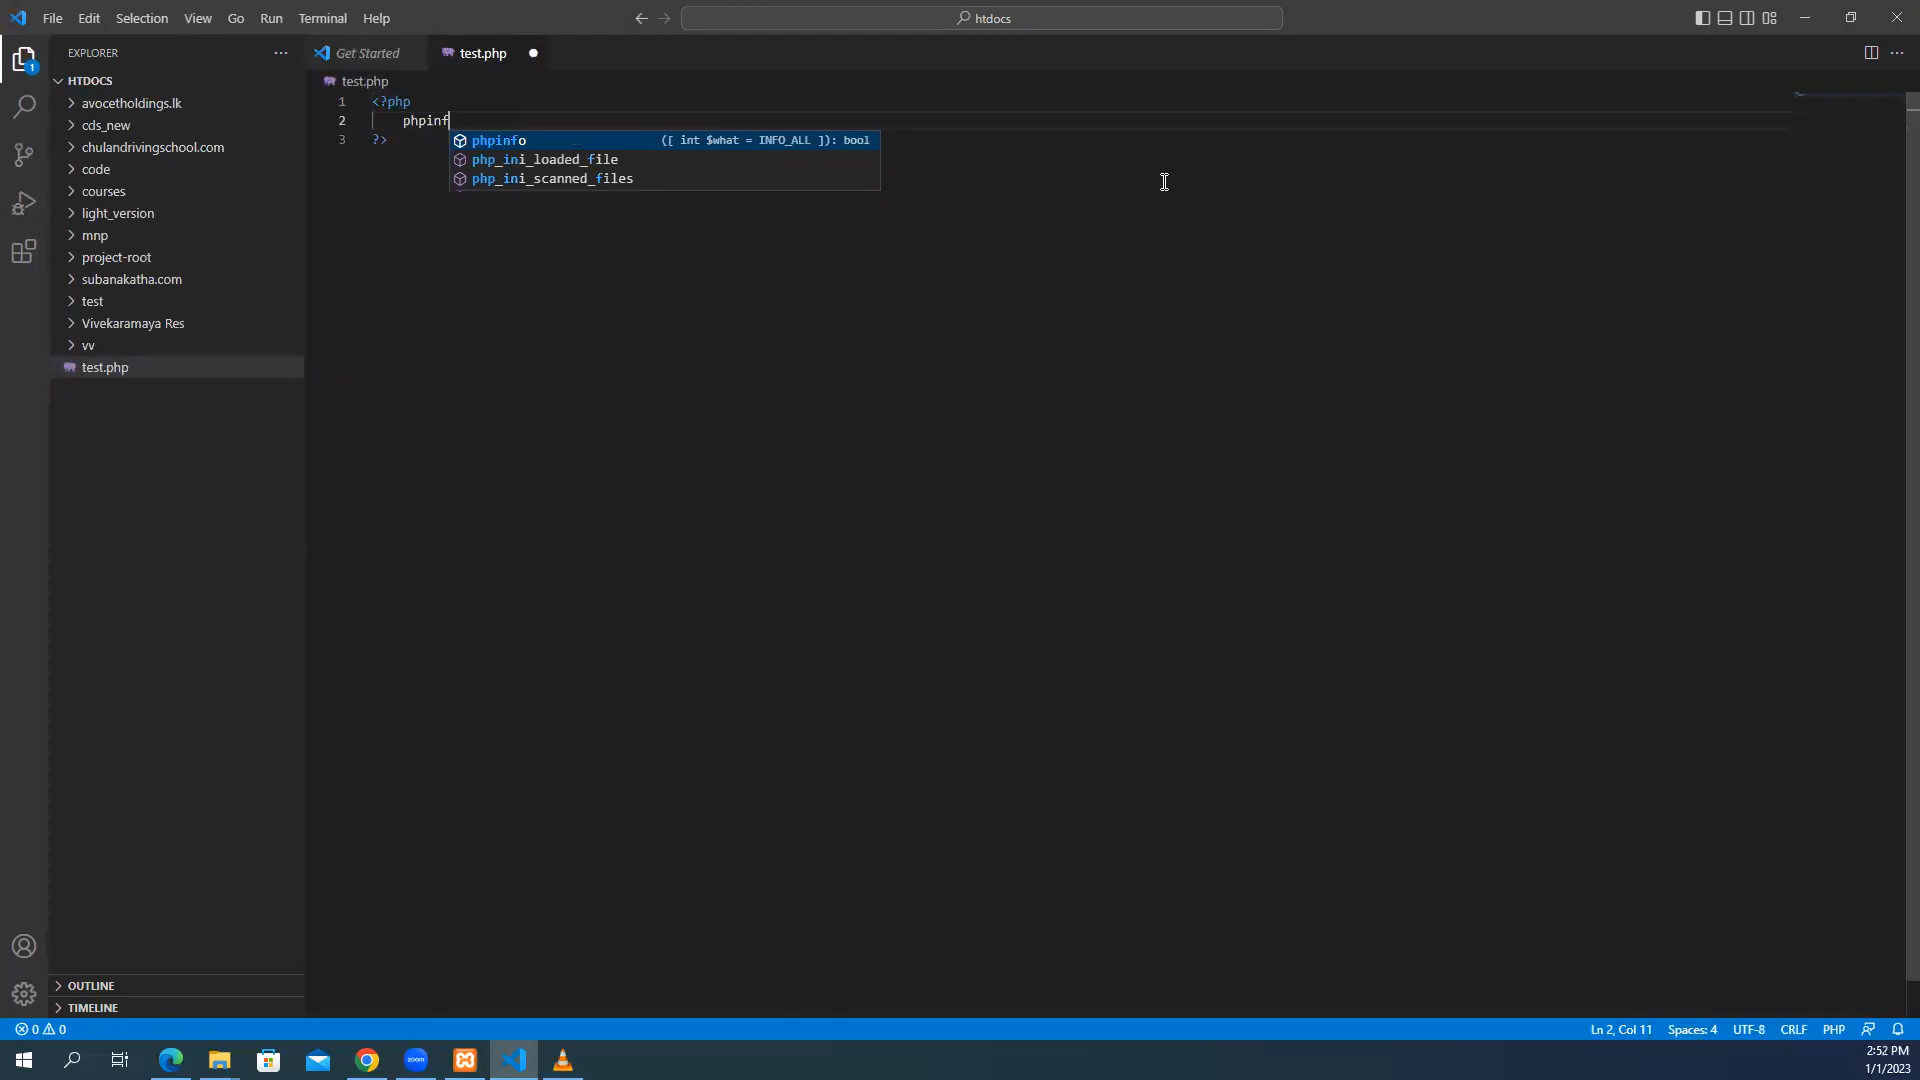 File Edit Selection View Go Run Terminal Help
htdocs
EXPLORER
Get Started
test.php
1
HTDOCS
avocetholdings.lk
cds_new
chulandrivingschool.com
code
courses
light_version
mnp
project-root
subanakatha.com
test
Vivekaramaya Res
vv
test.php
OUTLINE
TIMELINE
test.php
1 <?php
2 phpinf
3 ?>
phpinfo ([ int $what = INFO_ALL ]): bool
php_ini_loaded_file
php_ini_scanned_files
0 0
Ln 2, Col 11 Spaces: 4 UTF-8 CRLF PHP
zoom
2:52 PM
1/1/2023